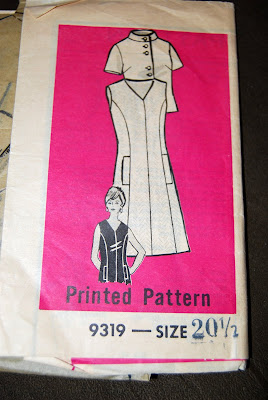 Printed Pattern
9319 — SIZE 20½